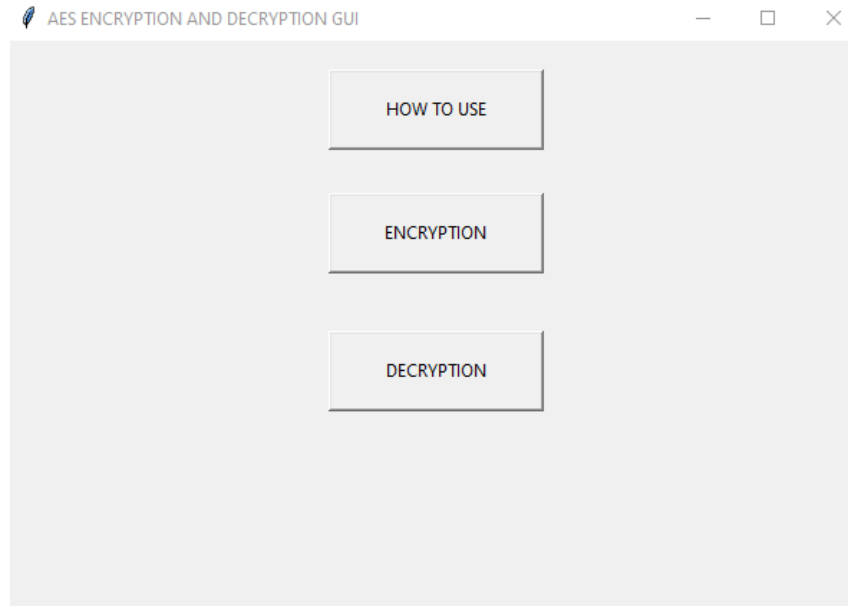 AES ENCRYPTION AND DECRYPTION GUI
HOW TO USE
ENCRYPTION
DECRYPTION